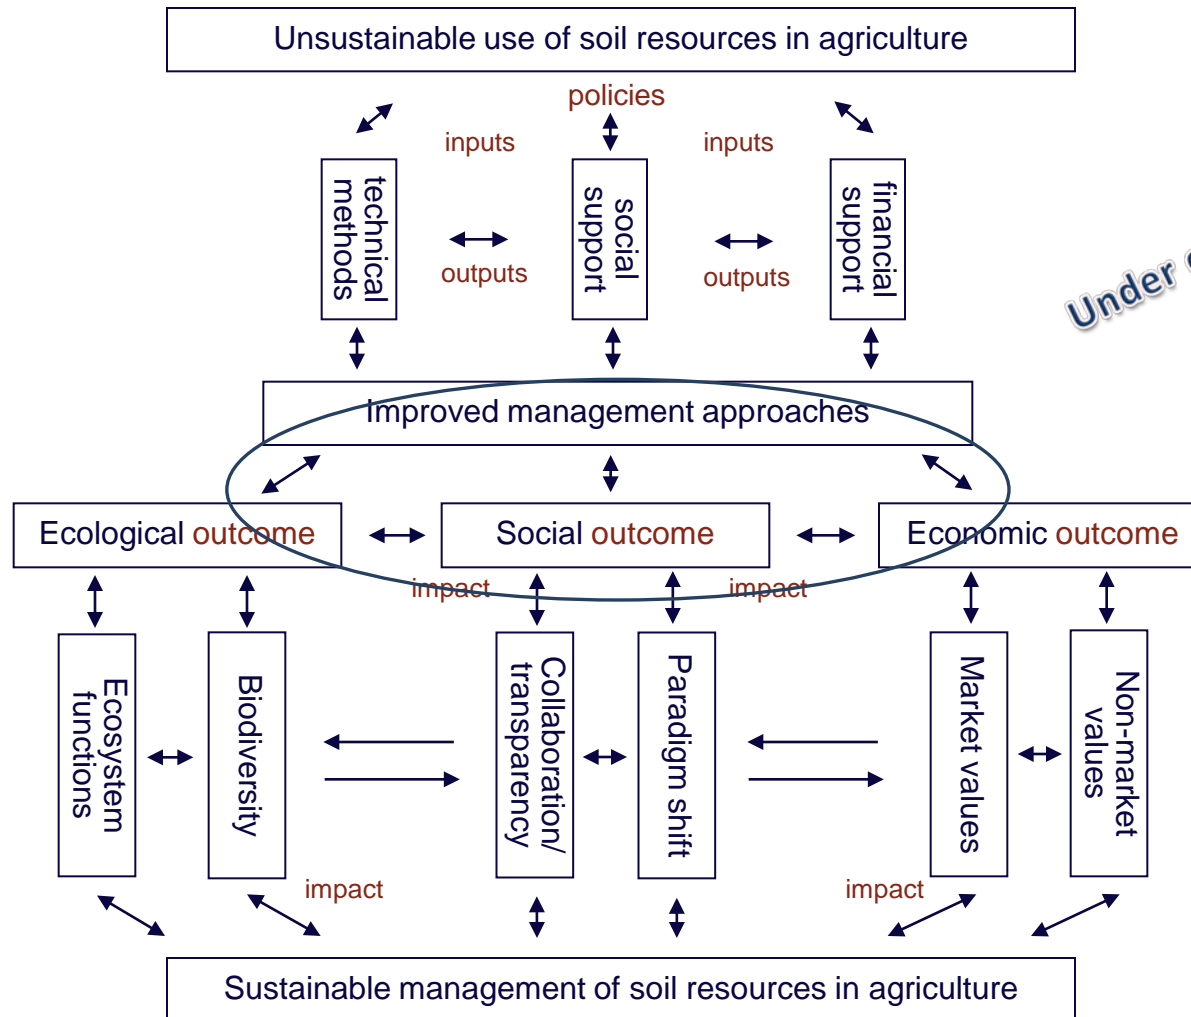 Unsustainable use of soil resources in agriculture
policies
inputs
inputs
technical
methods
social
support
financial
support
outputs
outputs
Under
Improved management approaches
Ecological outcome
Social outcome
Economic outcome
impact
impact
Ecosystem
functions
Biodiversity
Collaboration/
transparency
Paradigm shift
Market values
Non-market
values
impact
impact
Sustainable management of soil resources in agriculture